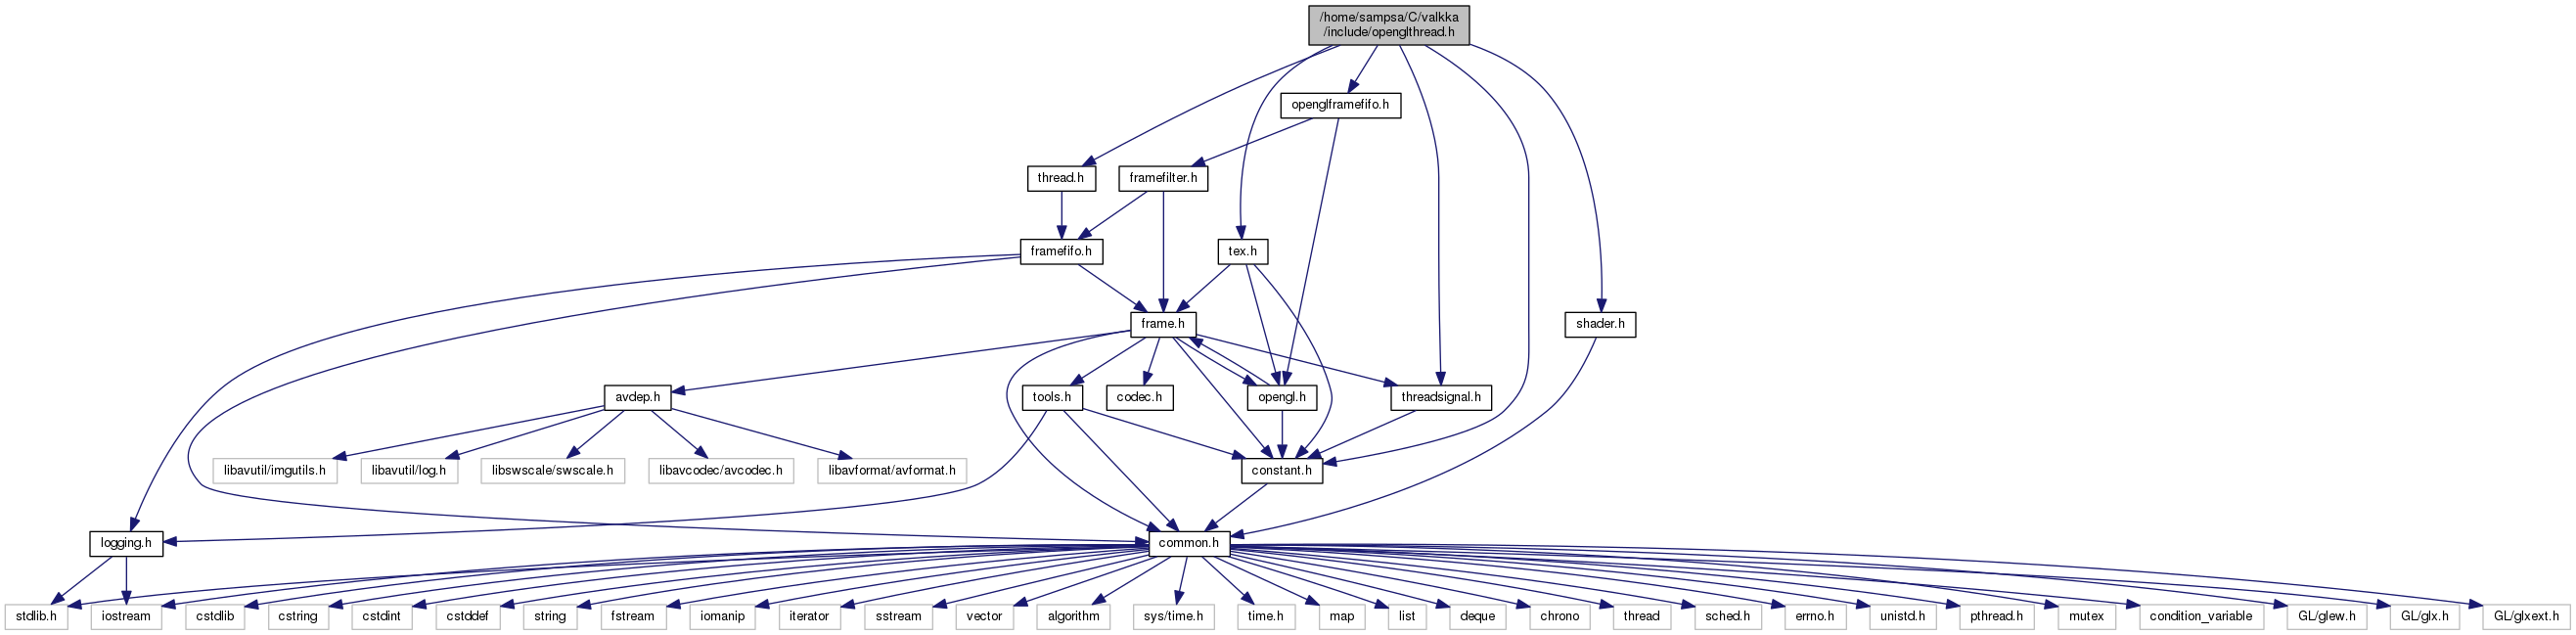 /home/sampsa/C/valkka
/include/openglthread.h
openglframefifo.h
thread.h
framefilter.h
framefifo.h
tex.h
frame.h
shader.h
avdep.h
tools.h
codec.h
opengl.h
threadsignal.h
libavutil/imgutils.h
libavutil/log.h
libswscale/swscale.h
libavcodec/avcodec.h
libavformat/avformat.h
constant.h
logging.h
common.h
stdlib.h
iostream
cstdlib
cstring
cstdint
cstddef
string
fstream
iomanip
iterator
sstream
vector
algorithm
sys/time.h
time.h
map
list
deque
chrono
thread
sched.h
errno.h
unistd.h
pthread.h
mutex
condition_variable
GL/glew.h
GL/glx.h
GL/glxext.h